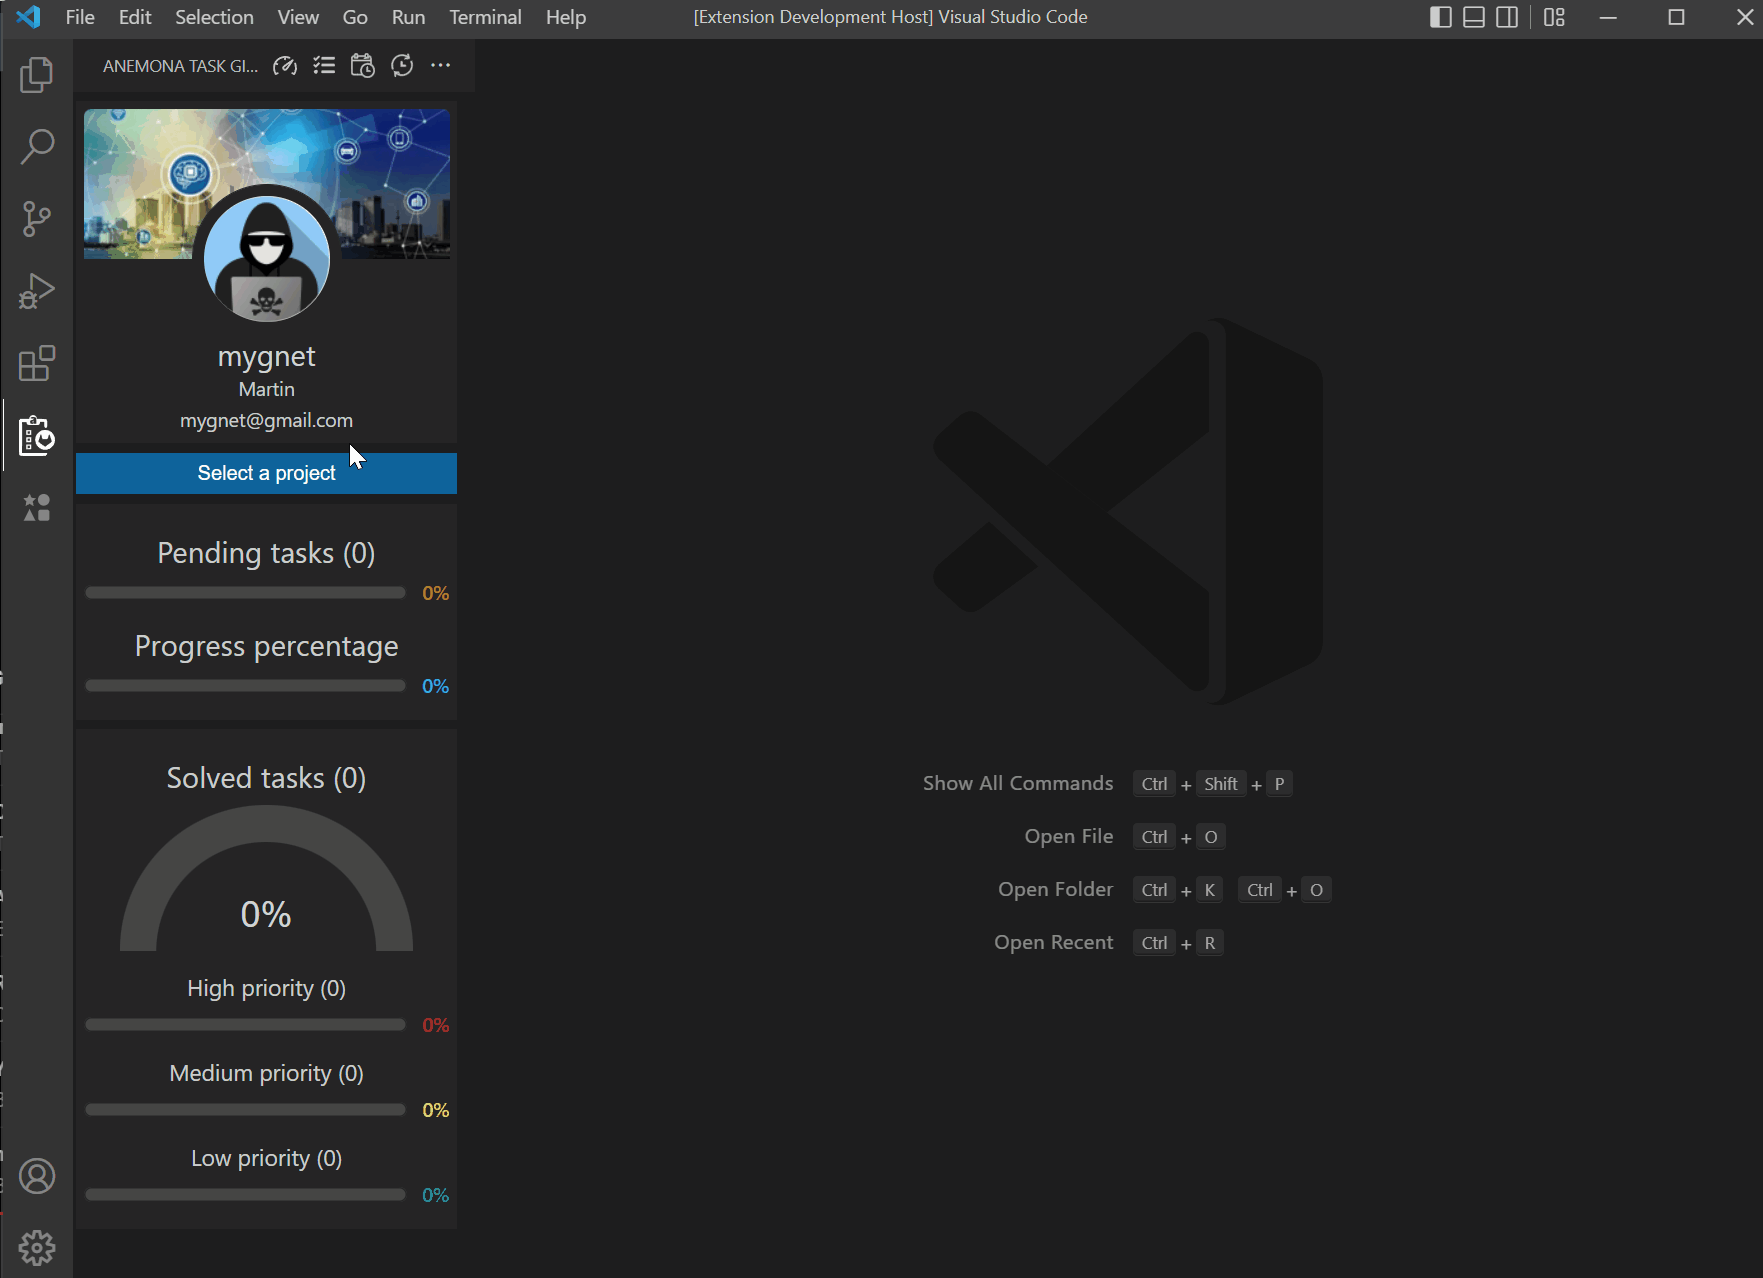 File Edit Selection View Go Run Terminal Help
[Extension Development Host] Visual Studio Code
ANEMONA TASK GI...
mygnet
Martin
mygnet@gmail.com
Select a project
Pending tasks (0)
0%
Progress percentage
0%
Solved tasks (0)
0%
High priority (0)
0%
Medium priority (0)
0%
Low priority (0)
0%
Show All Commands Ctrl + Shift + P
Open File Ctrl + O
Open Folder Ctrl + K Ctrl + O
Open Recent Ctrl + R